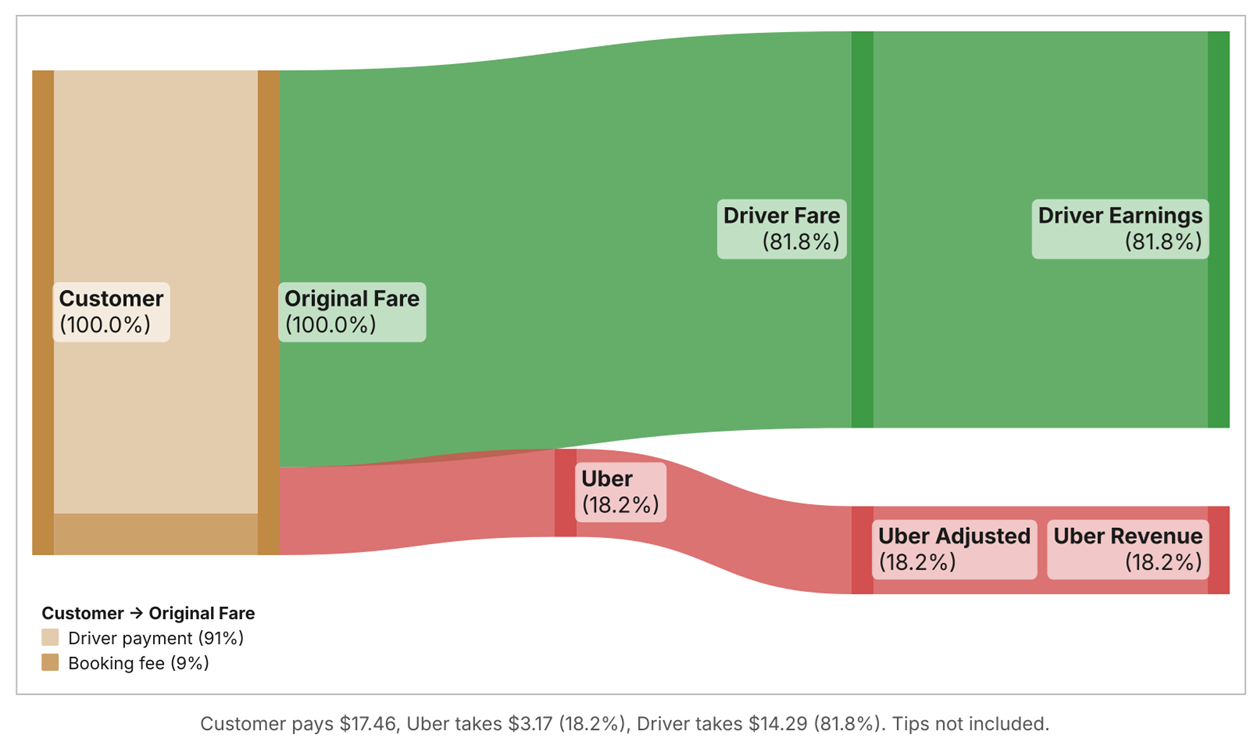 Driver Fare
(81.8%)
Driver Earnings
(81.8%)
Customer
(100.0%)
Original Fare
(100.0%)
Uber
(18.2%)
Uber Adjusted
(18.2%)
Uber Revenue
(18.2%)
Customer → Original Fare
Driver payment (91%)
Booking fee (9%)
Customer pays $17.46, Uber takes $3.17 (18.2%), Driver takes $14.29 (81.8%). Tips not included.